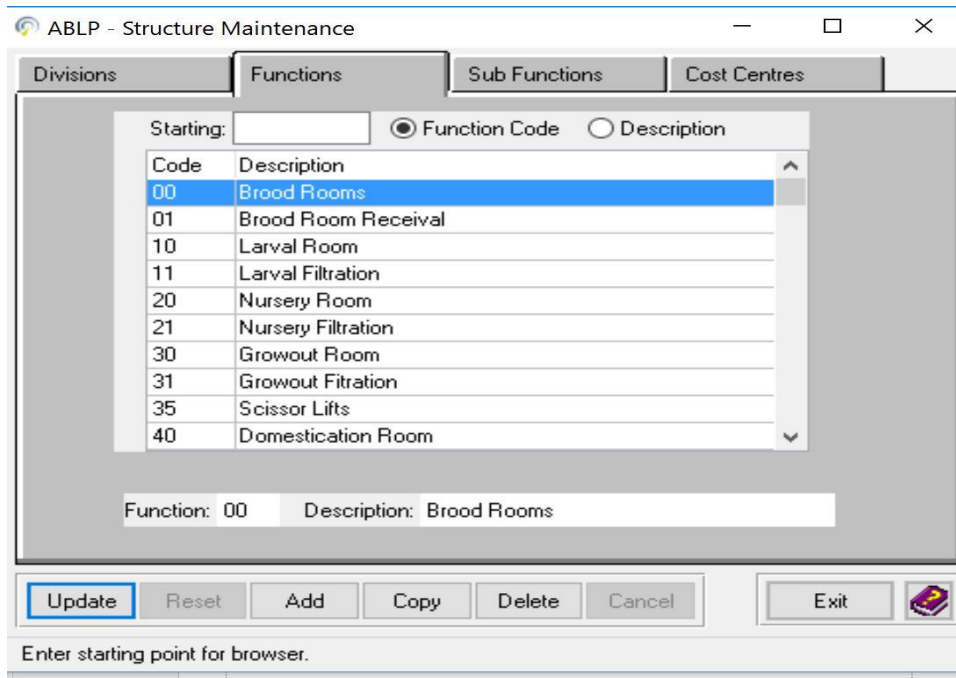 ABLP - Structure Maintenance
Divisions Functions Sub Functions Cost Centres
Starting: Function Code Description
Code Description
00 Brood Rooms
01 Brood Room Receival
10 Larval Room
11 Larval Filtration
20 Nursery Room
21 Nursery Filtration
30 Growout Room
31 Growout Fitration
35 Scissor Lifts
40 Domestication Room
Function: 00 Description: Brood Rooms
Update Reset Add Copy Delete Cancel Exit
Enter starting point for browser.